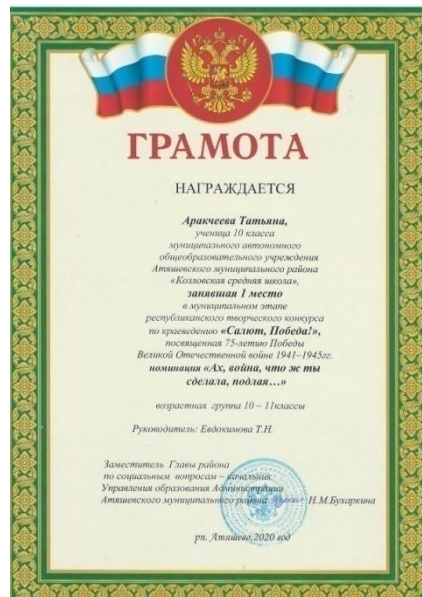 ГРАМОТА
НАГРАЖДАЕТСЯ
Аракчеева Татьяна,
ученица 10 класса
муниципального автономного
общеобразовательного учреждения
Атяшевского муниципального района
«Козловская средняя школа»,
занявшая 1 место
в муниципальном этапе
республиканского творческого конкурса
по краеведению «Салют, Победа!»,
посвященная 75-летию Победы
Великой Отечественной войне 1941–1945гг.
номинация «Ах, война, что ж ты
сделала, подлая…»
возрастная группа 10 – 11классы
Руководитель: Евдокимова Т.Н.
Заместитель Главы района
по социальным вопросам – начальник
Управления образования Администрации
Атяшевского муниципального района Н.М.Бухаркина
рп. Атяшево,2020 год